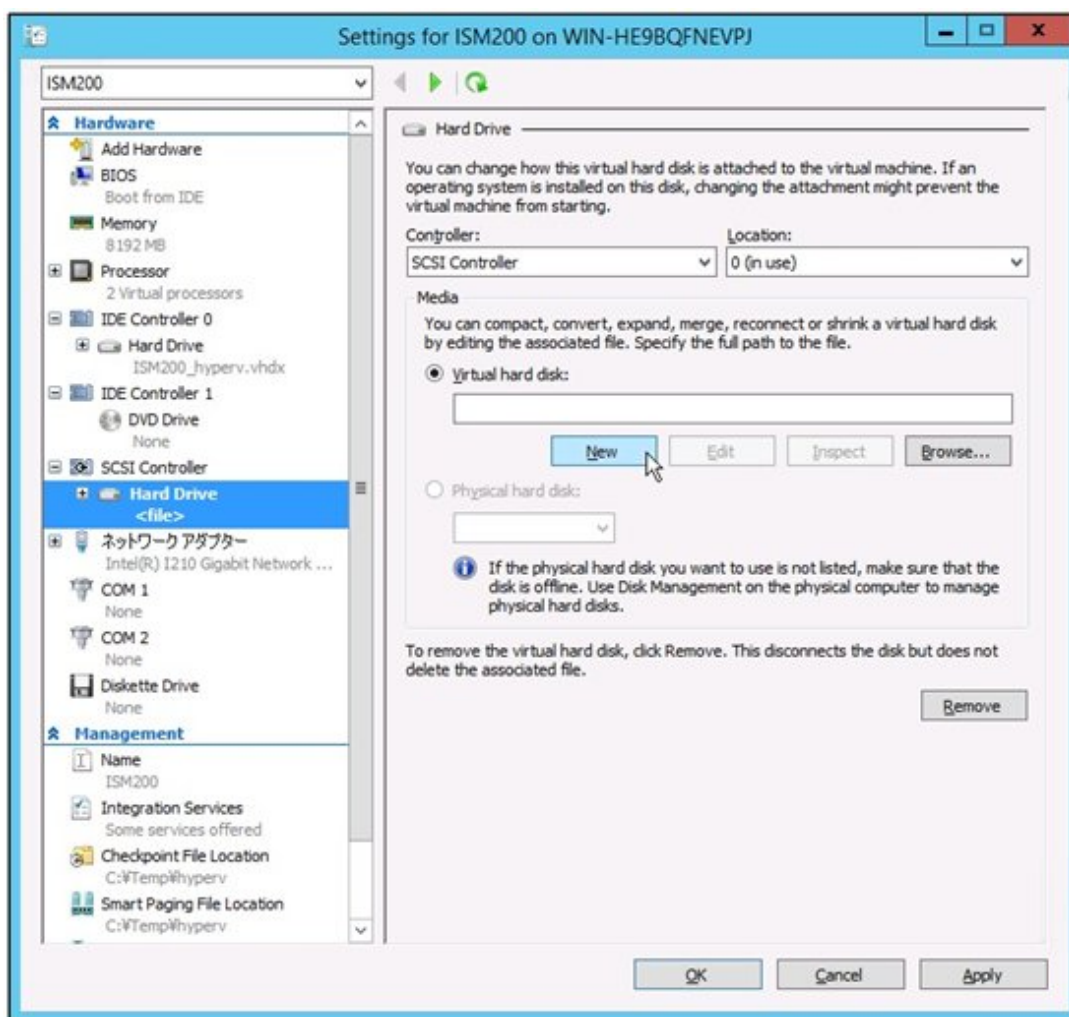 Settings for ISM200 on WIN-HE9BQFNEVPJ
ISM200
Hardware
Add Hardware
BIOS
Boot from IDE
Memory
8192 MB
Processor
2 Virtual processors
IDE Controller 0
Hard Drive
ISM200_hyperv.vhdx
IDE Controller 1
DVD Drive
None
SCSI Controller
Hard Drive
<file>
ネットワーク アダプター
Intel(R) I210 Gigabit Network ...
COM 1
None
COM 2
None
Diskette Drive
None
Management
Name
ISM200
Integration Services
Some services offered
Checkpoint File Location
C:¥Temp¥hyperv
Smart Paging File Location
C:¥Temp¥hyperv
Hard Drive
You can change how this virtual hard disk is attached to the virtual machine. If an
operating system is installed on this disk, changing the attachment might prevent the
virtual machine from starting.
Controller:
Location:
SCSI Controller
0 (in use)
Media
You can compact, convert, expand, merge, reconnect or shrink a virtual hard disk
by editing the associated file. Specify the full path to the file.
Virtual hard disk:
New
Edit
Inspect
Browse...
Physical hard disk:
If the physical hard disk you want to use is not listed, make sure that the
disk is offline. Use Disk Management on the physical computer to manage
physical hard disks.
To remove the virtual hard disk, click Remove. This disconnects the disk but does not
delete the associated file.
Remove
OK
Cancel
Apply